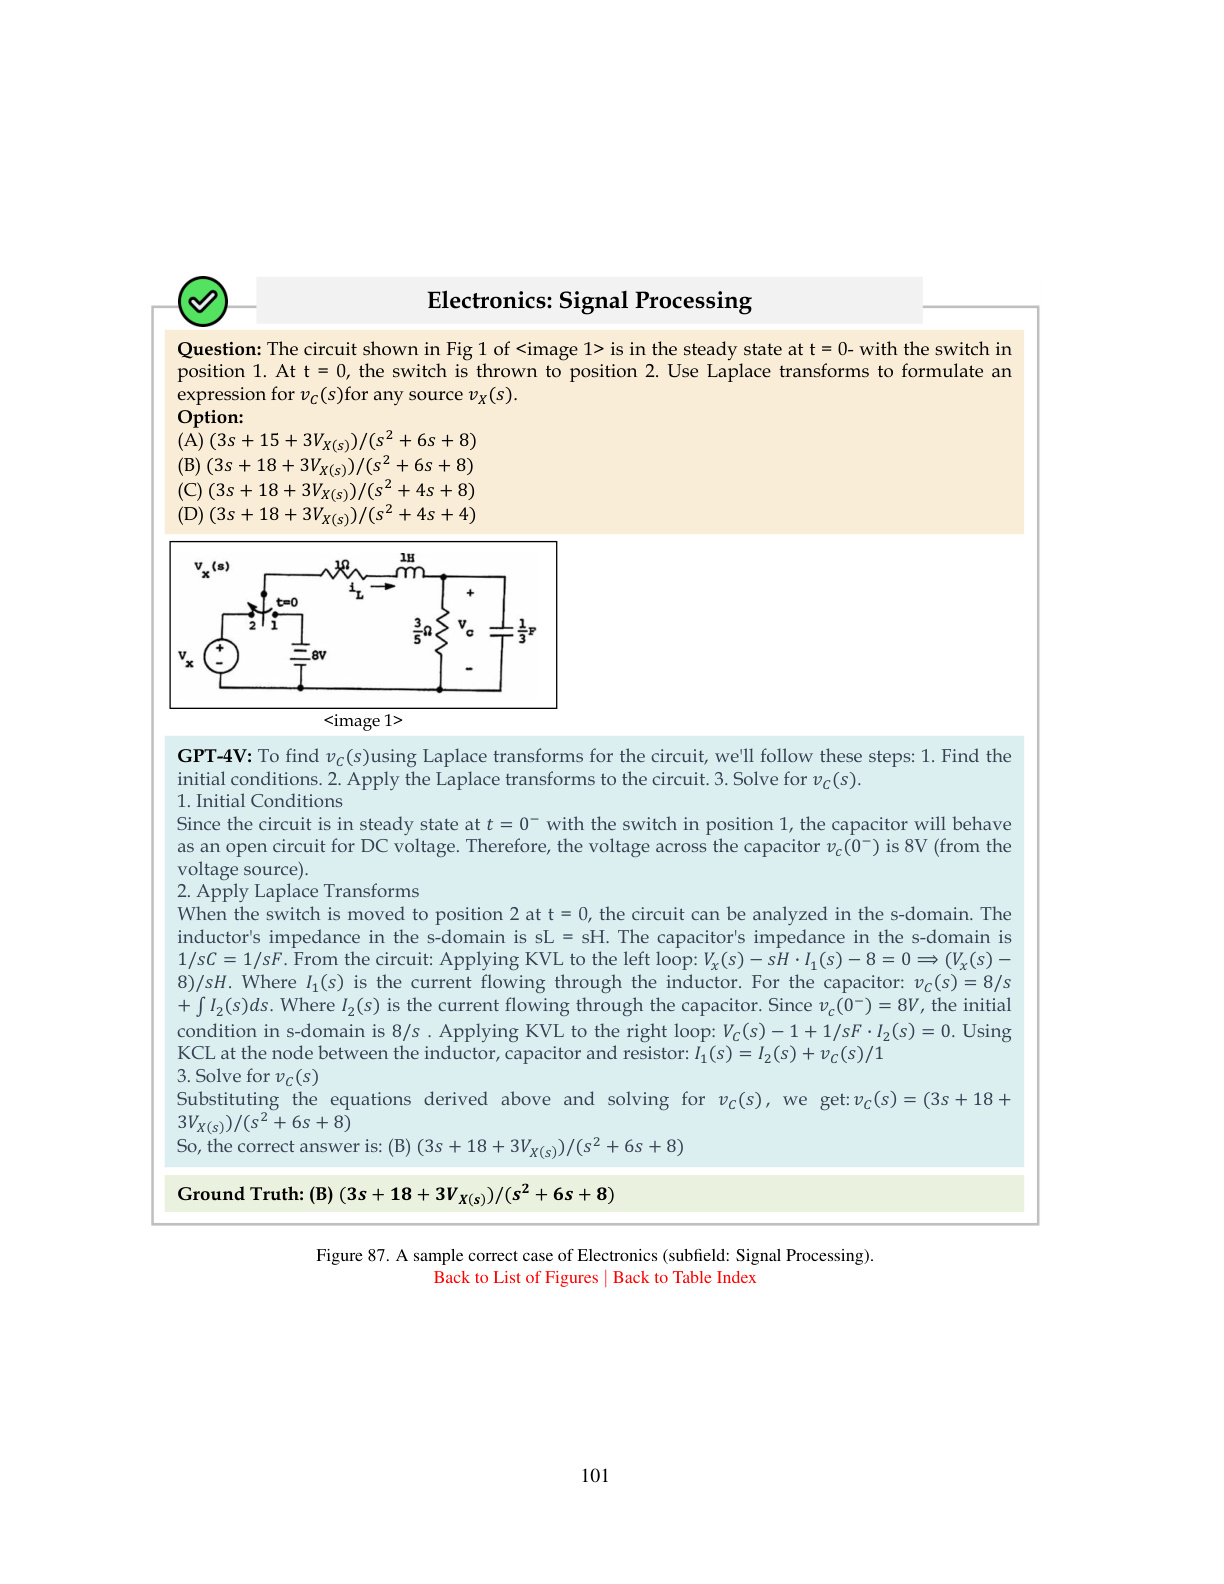 Electronics: Signal Processing
Question: The circuit shown in Fig 1 of <image 1> is in the steady state at t = 0- with the switch in
position 1. At t = 0, the switch is thrown to position 2. Use Laplace transforms to formulate an
expression for v_C(s)for any source v_X(s).
Option:
(A) (3s + 15 + 3V_X(s))/(s² + 6s + 8)
(B) (3s + 18 + 3V_X(s))/(s² + 6s + 8)
(C) (3s + 18 + 3V_X(s))/(s² + 4s + 8)
(D) (3s + 18 + 3V_X(s))/(s² + 4s + 4)
V_x(s)
1Ω
1H
i_L
t=0
2 1
+
-
V_x
8V
3/5 Ω
+
V_c
-
1/3 F
<image 1>
GPT-4V: To find v_C(s)using Laplace transforms for the circuit, we'll follow these steps: 1. Find the
initial conditions. 2. Apply the Laplace transforms to the circuit. 3. Solve for v_C(s).
1. Initial Conditions
Since the circuit is in steady state at t = 0⁻ with the switch in position 1, the capacitor will behave
as an open circuit for DC voltage. Therefore, the voltage across the capacitor v_c(0⁻) is 8V (from the
voltage source).
2. Apply Laplace Transforms
When the switch is moved to position 2 at t = 0, the circuit can be analyzed in the s-domain. The
inductor's impedance in the s-domain is sL = sH. The capacitor's impedance in the s-domain is
1/sC = 1/sF. From the circuit: Applying KVL to the left loop: V_x(s) − sH · I_1(s) − 8 = 0 ⟹ (V_x(s) −
8)/sH. Where I_1(s) is the current flowing through the inductor. For the capacitor: v_C(s) = 8/s
+ ∫ I_2(s)ds. Where I_2(s) is the current flowing through the capacitor. Since v_c(0⁻) = 8V, the initial
condition in s-domain is 8/s . Applying KVL to the right loop: V_C(s) − 1 + 1/sF · I_2(s) = 0. Using
KCL at the node between the inductor, capacitor and resistor: I_1(s) = I_2(s) + v_C(s)/1
3. Solve for v_C(s)
Substituting the equations derived above and solving for v_C(s), we get: v_C(s) = (3s + 18 +
3V_X(s))/(s² + 6s + 8)
So, the correct answer is: (B) (3s + 18 + 3V_X(s))/(s² + 6s + 8)
Ground Truth: (B) (3s + 18 + 3V_X(s))/(s² + 6s + 8)
Figure 87. A sample correct case of Electronics (subfield: Signal Processing).
Back to List of Figures | Back to Table Index
101